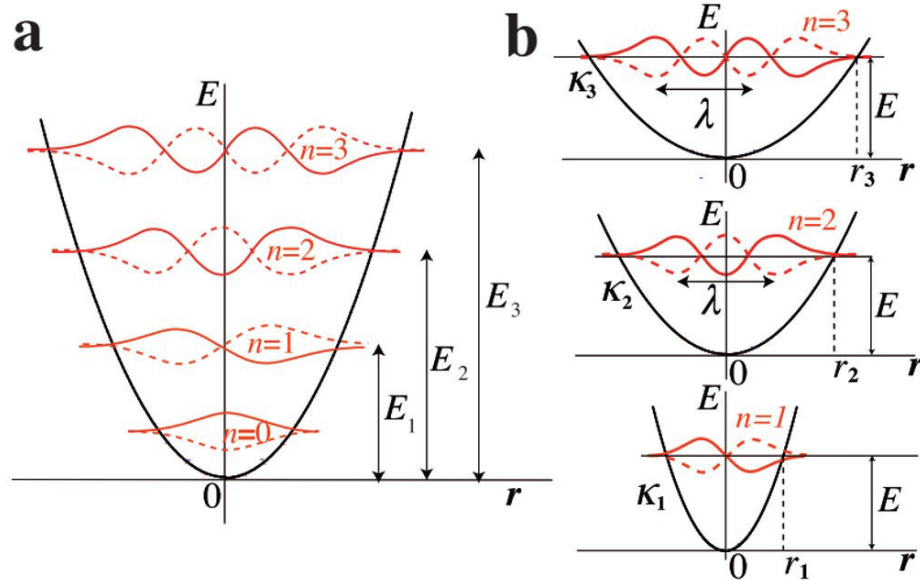 a
E
n=3
n=2
n=1
n=0
E₁
E₂
E₃
0
r
b
E
n=3
κ₃
λ
E
0
r₃
r
E
n=2
κ₂
λ
E
0
r₂
r
E
n=1
κ₁
E
0
r₁
r